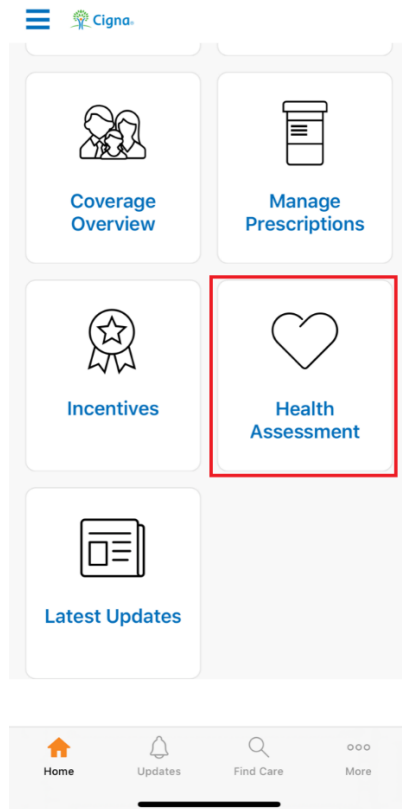 Cigna.
Coverage
Overview
Manage
Prescriptions
Incentives
Health
Assessment
Latest Updates
Home
Updates
Find Care
More